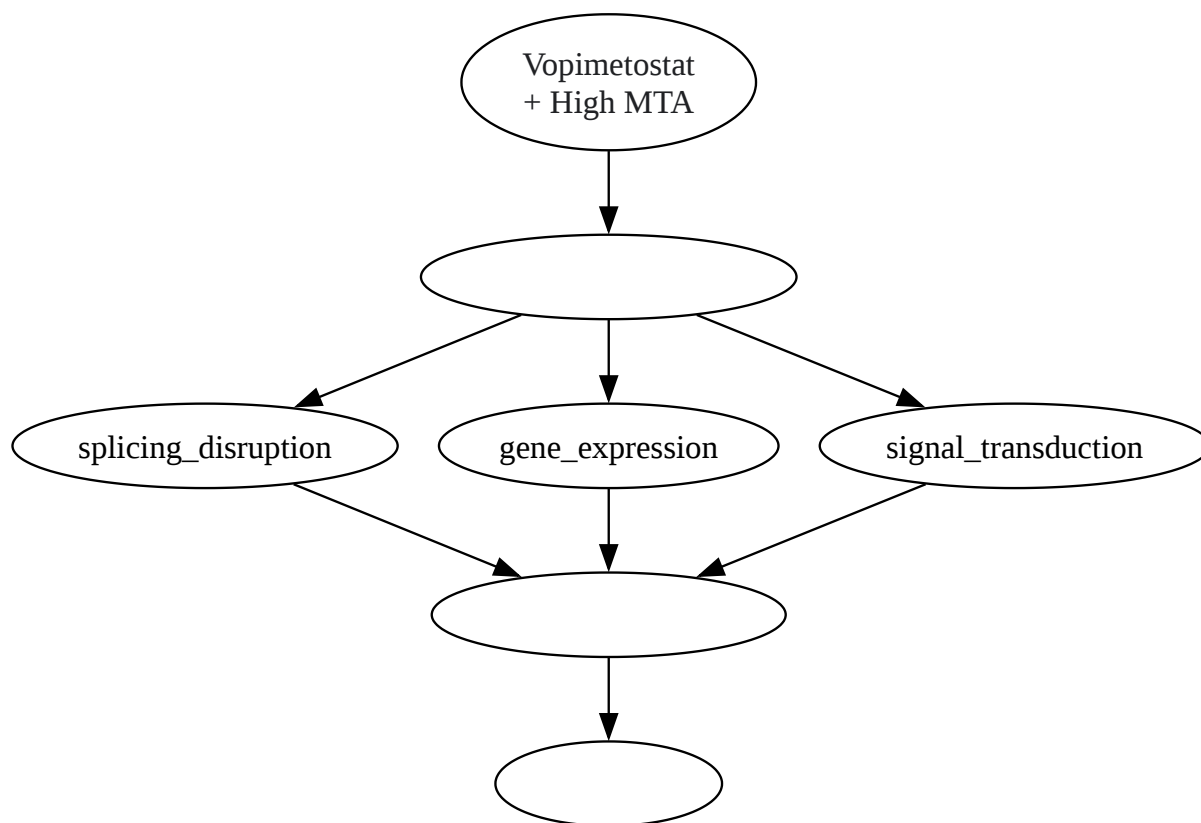 Vopimetostat
+ High MTA
splicing_disruption
gene_expression
signal_transduction